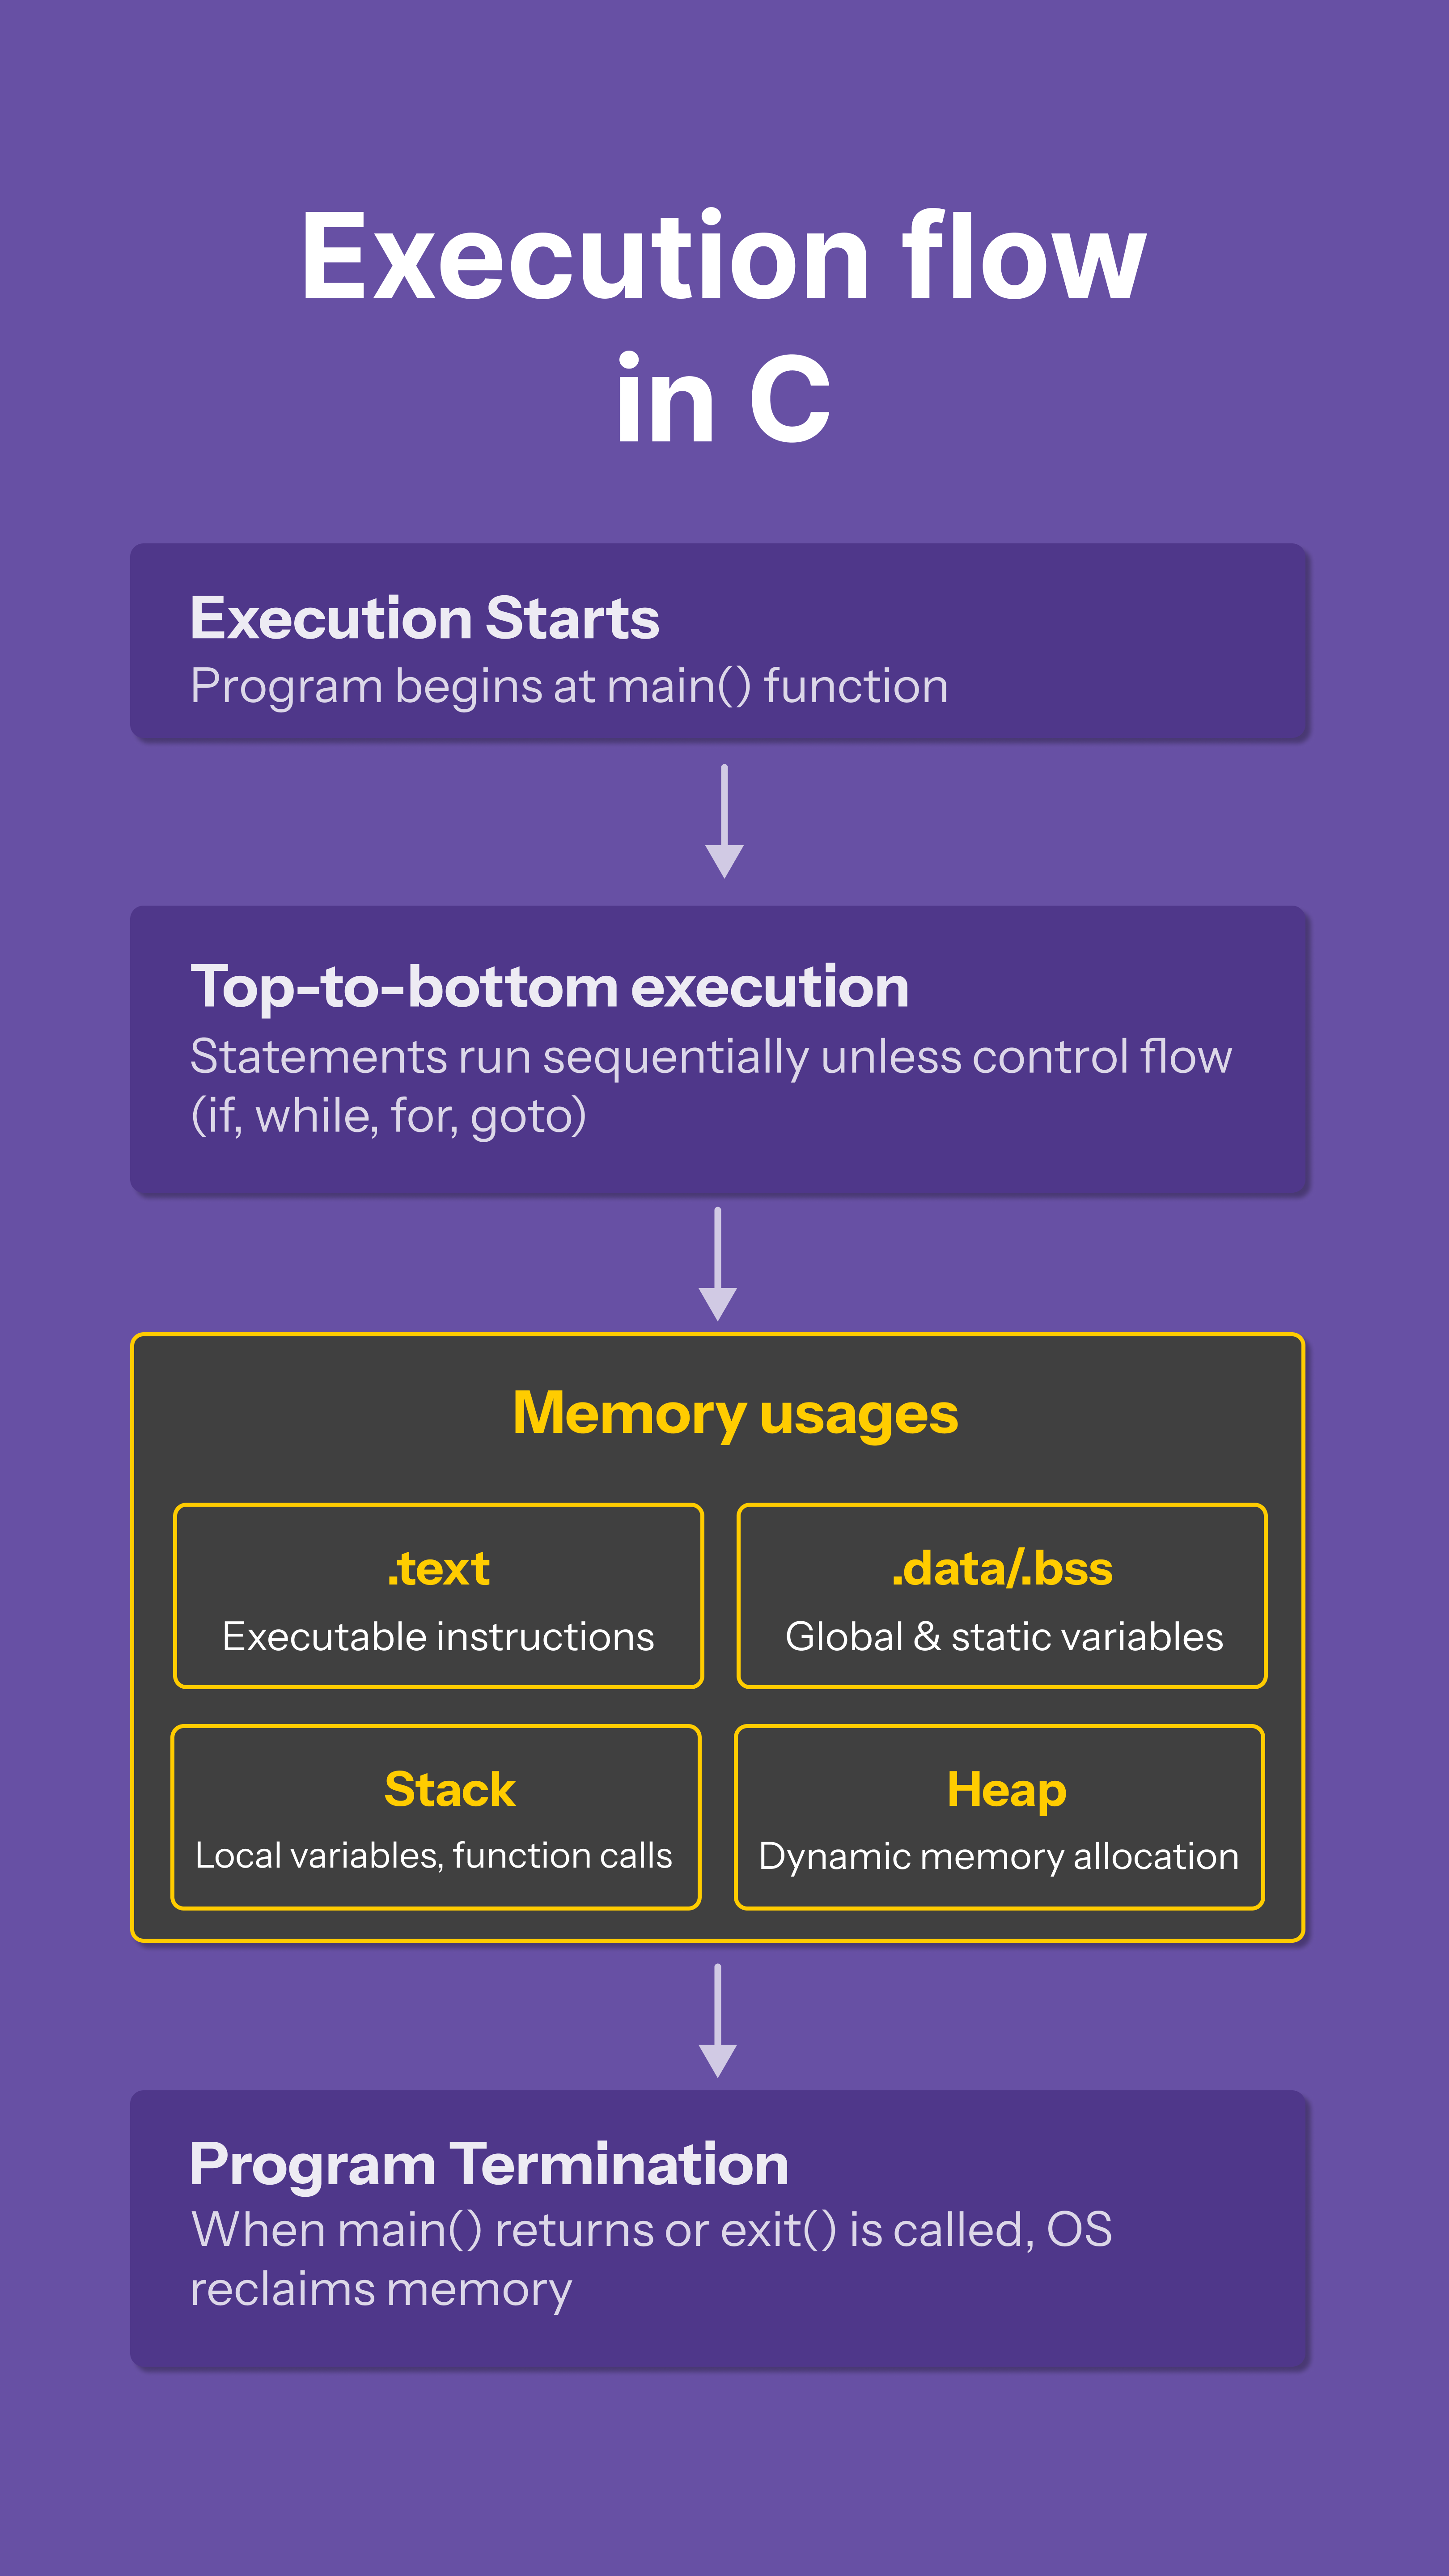 Execution flow
in C
Execution Starts
Program begins at main() function
Top-to-bottom execution
Statements run sequentially unless control flow
(if, while, for, goto)
Memory usages
.text
Executable instructions
.data/.bss
Global & static variables
Stack
Local variables, function calls
Heap
Dynamic memory allocation
Program Termination
When main() returns or exit() is called, OS
reclaims memory